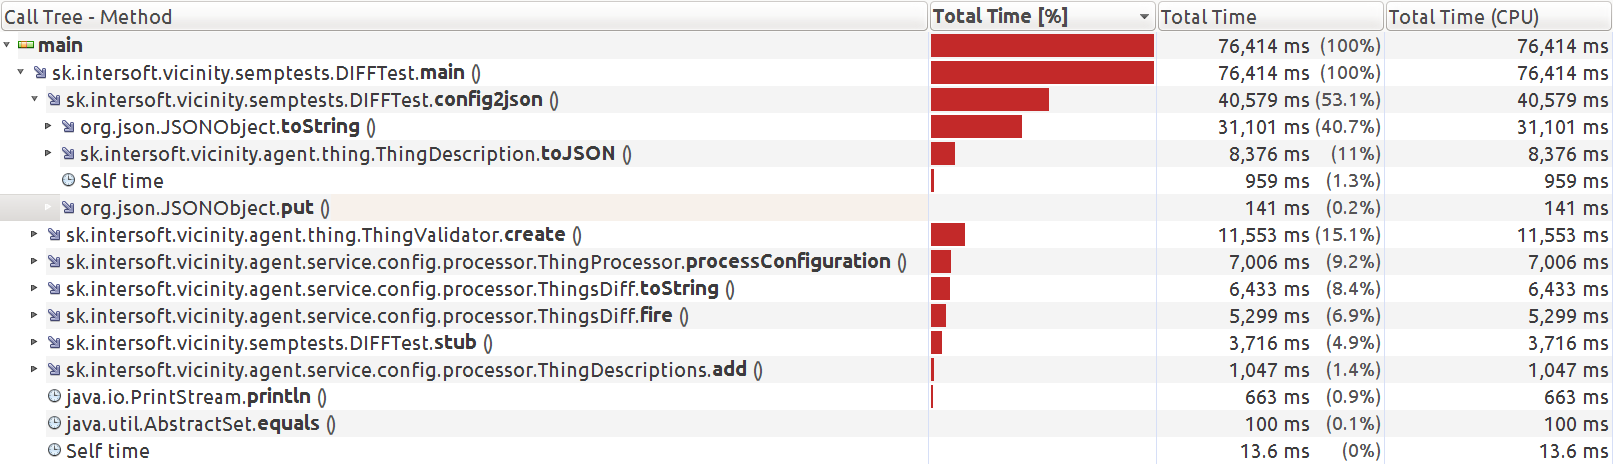 Call Tree - Method Total Time [%] Total Time Total Time (CPU)
main 76,414 ms (100%) 76,414 ms
sk.intersoft.vicinity.semptests.DIFFTest.main () 76,414 ms (100%) 76,414 ms
sk.intersoft.vicinity.semptests.DIFFTest.config2json () 40,579 ms (53.1%) 40,579 ms
org.json.JSONObject.toString () 31,101 ms (40.7%) 31,101 ms
sk.intersoft.vicinity.agent.thing.ThingDescription.toJSON () 8,376 ms (11%) 8,376 ms
Self time 959 ms (1.3%) 959 ms
org.json.JSONObject.put () 141 ms (0.2%) 141 ms
sk.intersoft.vicinity.agent.thing.ThingValidator.create () 11,553 ms (15.1%) 11,553 ms
sk.intersoft.vicinity.agent.service.config.processor.ThingProcessor.processConfiguration () 7,006 ms (9.2%) 7,006 ms
sk.intersoft.vicinity.agent.service.config.processor.ThingsDiff.toString () 6,433 ms (8.4%) 6,433 ms
sk.intersoft.vicinity.agent.service.config.processor.ThingsDiff.fire () 5,299 ms (6.9%) 5,299 ms
sk.intersoft.vicinity.semptests.DIFFTest.stub () 3,716 ms (4.9%) 3,716 ms
sk.intersoft.vicinity.agent.service.config.processor.ThingDescriptions.add () 1,047 ms (1.4%) 1,047 ms
java.io.PrintStream.println () 663 ms (0.9%) 663 ms
java.util.AbstractSet.equals () 100 ms (0.1%) 100 ms
Self time 13.6 ms (0%) 13.6 ms